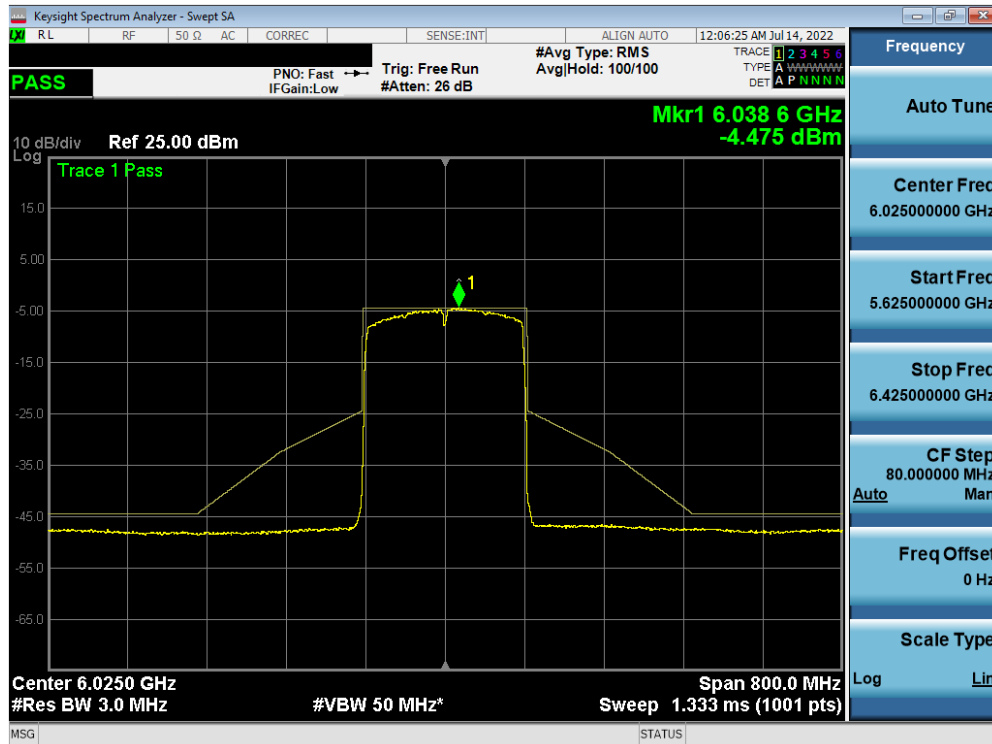 Keysight Spectrum Analyzer - Swept SA
LXI RL RF 50 Ω AC CORREC SENSE:INT ALIGN AUTO 12:06:25 AM Jul 14, 2022
PASS
PNO: Fast
IFGain:Low
Trig: Free Run
#Atten: 26 dB
#Avg Type: RMS
Avg|Hold: 100/100
TRACE 1 2 3 4 5 6
TYPE A WWWWW
DET A P N N N N
Mkr1 6.038 6 GHz
-4.475 dBm
10 dB/div Ref 25.00 dBm
Log
Trace 1 Pass
1
15.0
5.00
-5.00
-15.0
-25.0
-35.0
-45.0
-55.0
-65.0
Center 6.0250 GHz Span 800.0 MHz
#Res BW 3.0 MHz #VBW 50 MHz* Sweep 1.333 ms (1001 pts)
MSG STATUS
Frequency
Auto Tune
Center Freq
6.025000000 GHz
Start Freq
5.625000000 GHz
Stop Freq
6.425000000 GHz
CF Step
80.000000 MHz
Auto Man
Freq Offset
0 Hz
Scale Type
Log Lin